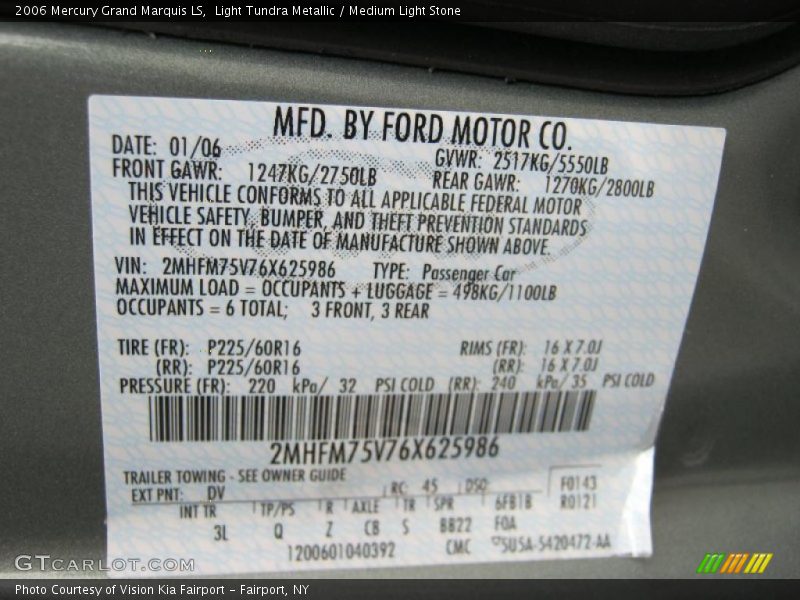 2006 Mercury Grand Marquis LS,  Light Tundra Metallic / Medium Light Stone
MFD. BY FORD MOTOR CO.
DATE: 01/06 GVWR: 2517KG/5550LB
FRONT GAWR: 1247KG/2750LB REAR GAWR: 1270KG/2800LB
THIS VEHICLE CONFORMS TO ALL APPLICABLE FEDERAL MOTOR
VEHICLE SAFETY, BUMPER, AND THEFT PREVENTION STANDARDS
IN EFFECT ON THE DATE OF MANUFACTURE SHOWN ABOVE.
VIN: 2MHFM75V76X625986 TYPE: Passenger Car
MAXIMUM LOAD = OCCUPANTS + LUGGAGE = 498KG/1100LB
OCCUPANTS = 6 TOTAL; 3 FRONT, 3 REAR
TIRE (FR): P225/60R16 RIMS (FR): 16 X 7.0J
(RR): P225/60R16 (RR): 16 X 7.0J
PRESSURE (FR): 220 kPa/ 32 PSI COLD (RR): 240 kPa/ 35 PSI COLD
2MHFM75V76X625986
TRAILER TOWING - SEE OWNER GUIDE
EXT PNT: DV RC: 45 DSO: F0143
INT TR TP/PS R AXLE TR SPR 6FB1B R0121
3L Q Z CB S BB22 FOA
1200601040392 CMC 5U5A-5420472-AA
GTCARLOT.COM
Photo Courtesy of Vision Kia Fairport - Fairport, NY